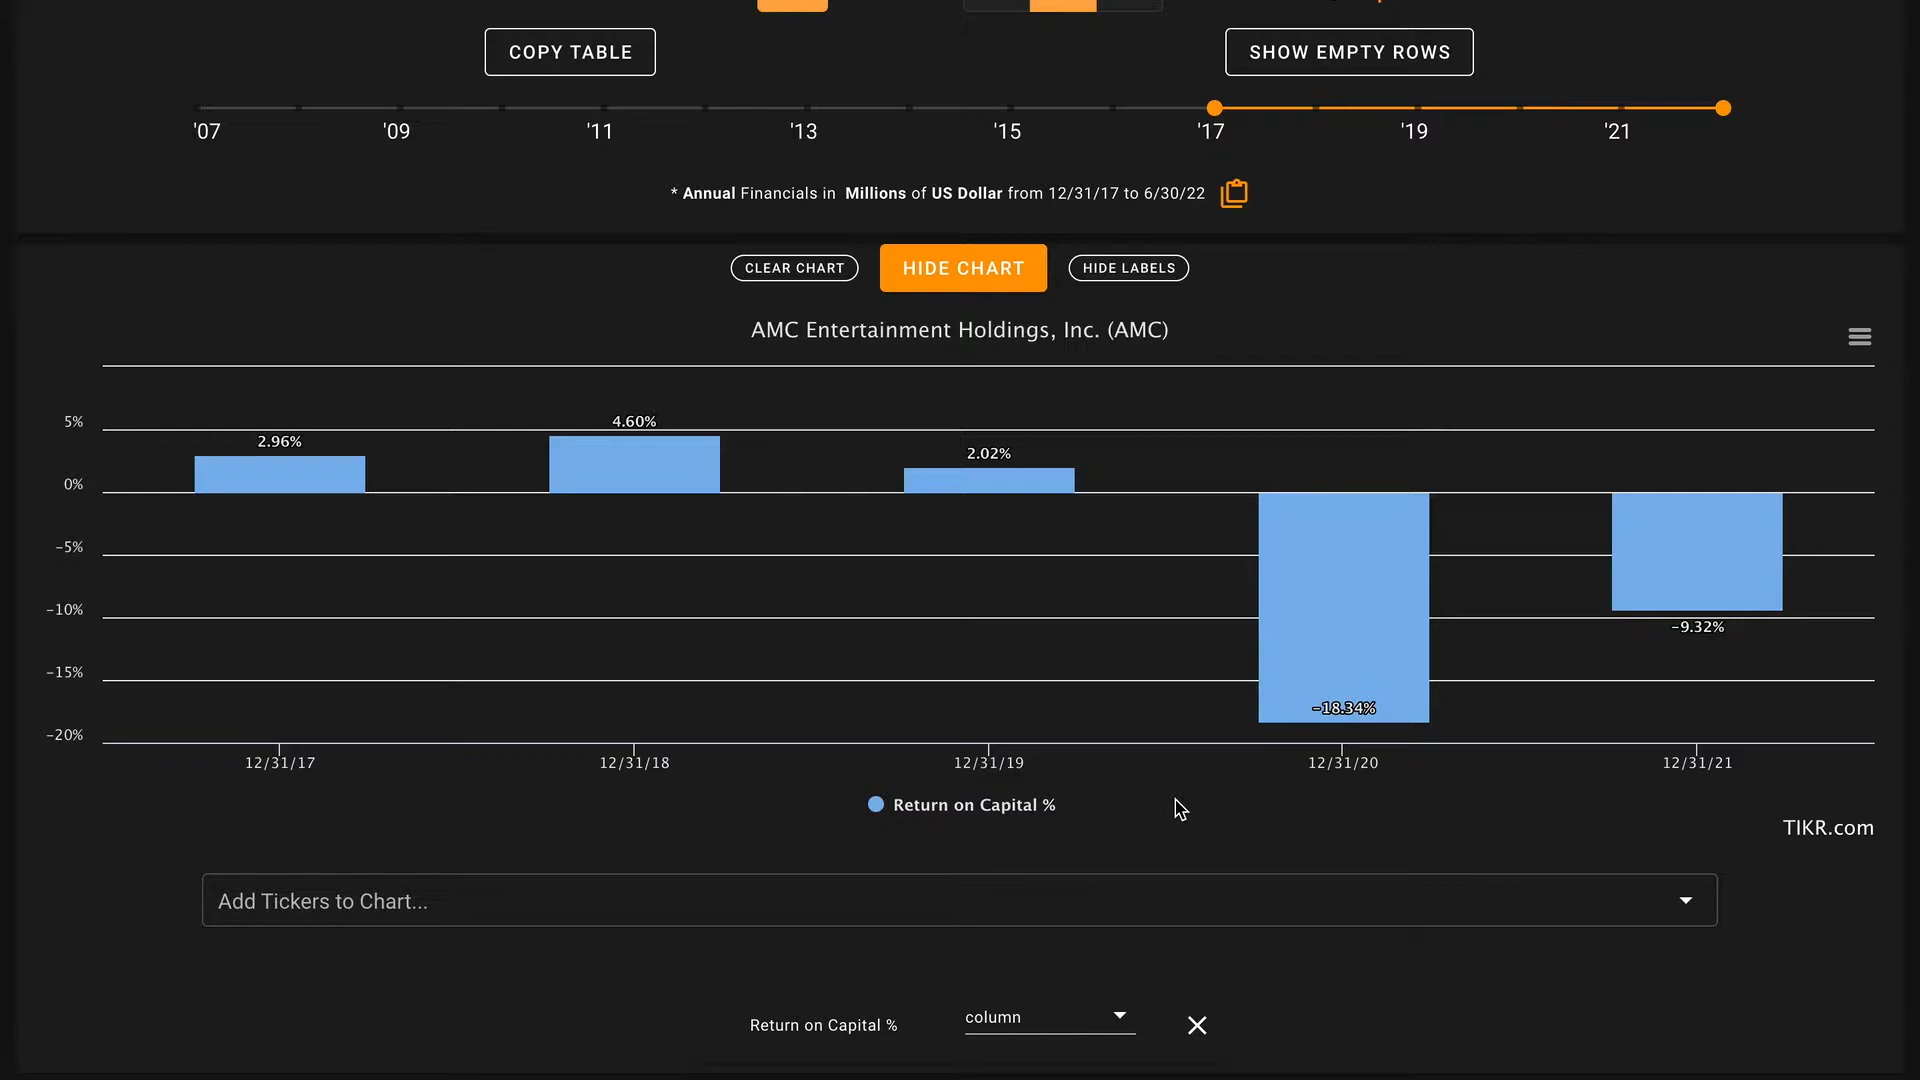 COPY TABLE
SHOW EMPTY ROWS
'07 '09 '11 '13 '15 '17 '19 '21
* Annual Financials in Millions of US Dollar from 12/31/17 to 6/30/22
CLEAR CHART
HIDE CHART
HIDE LABELS
AMC Entertainment Holdings, Inc. (AMC)
5%
0%
-5%
-10%
-15%
-20%
2.96%
4.60%
2.02%
-18.34%
-9.32%
12/31/17 12/31/18 12/31/19 12/31/20 12/31/21
Return on Capital %
TIKR.com
Add Tickers to Chart...
Return on Capital %
column